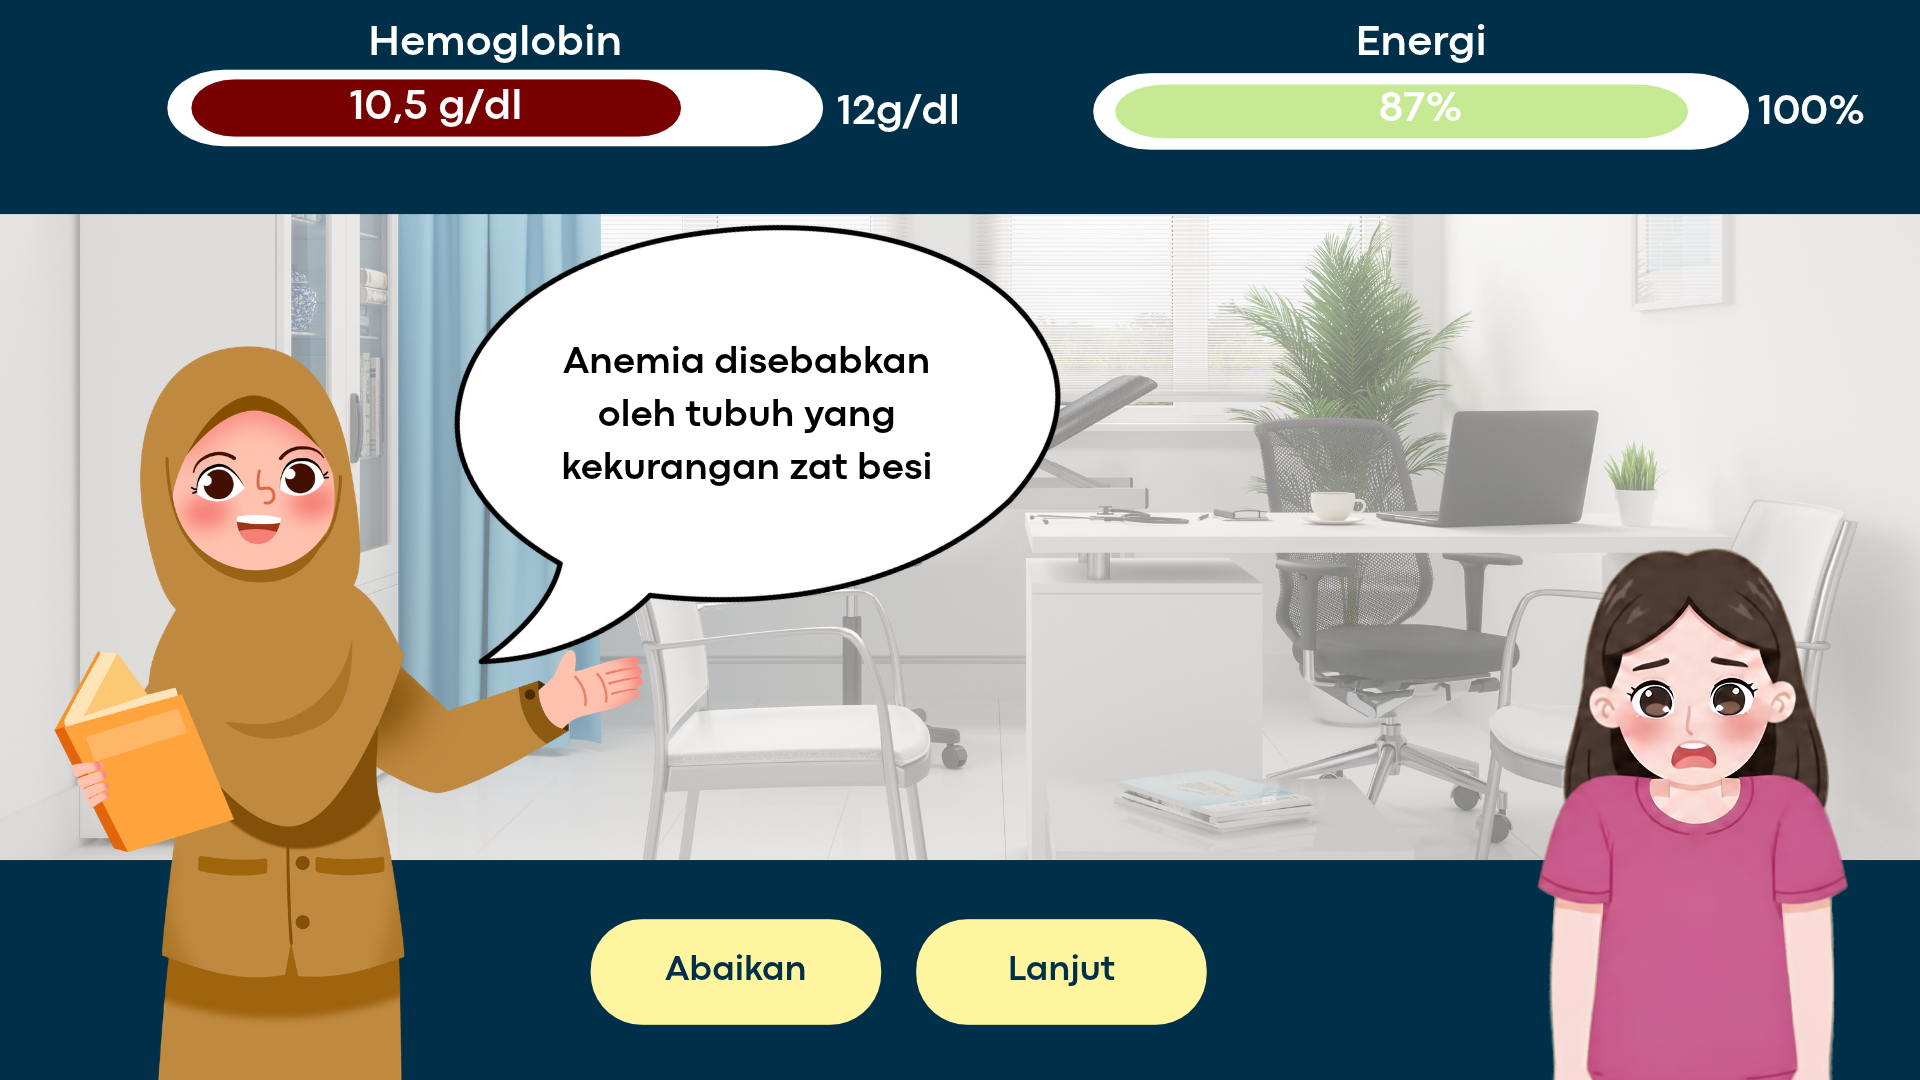 Hemoglobin
10,5 g/dl
12g/dl
Energi
87%
100%
Anemia disebabkan
oleh tubuh yang
kekurangan zat besi
Abaikan
Lanjut